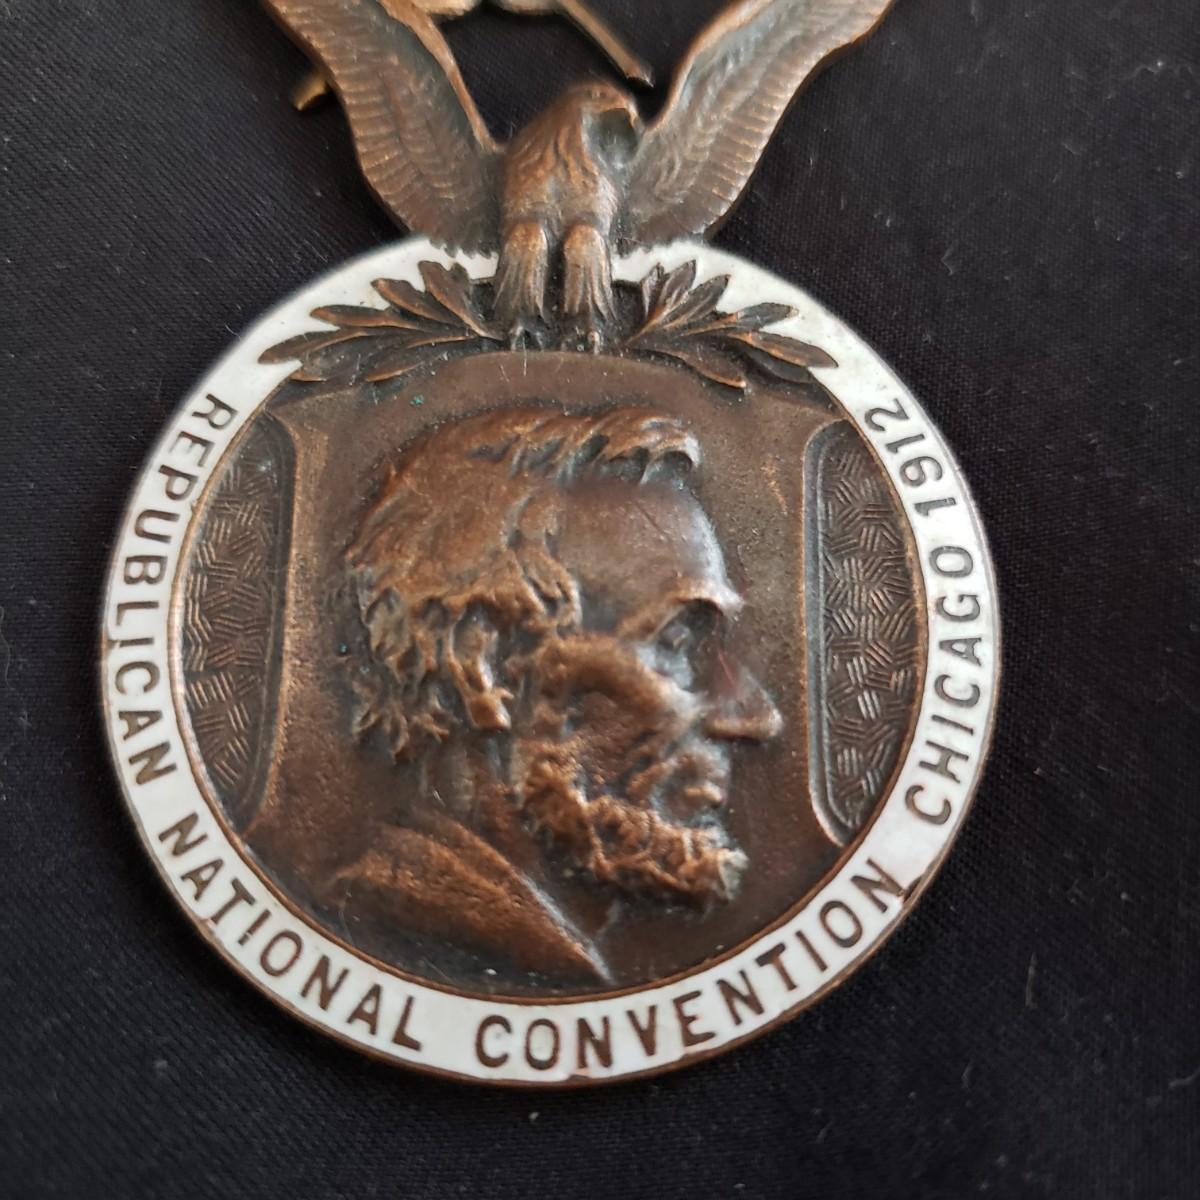 REPUBLICAN NATIONAL CONVENTION CHICAGO 1912